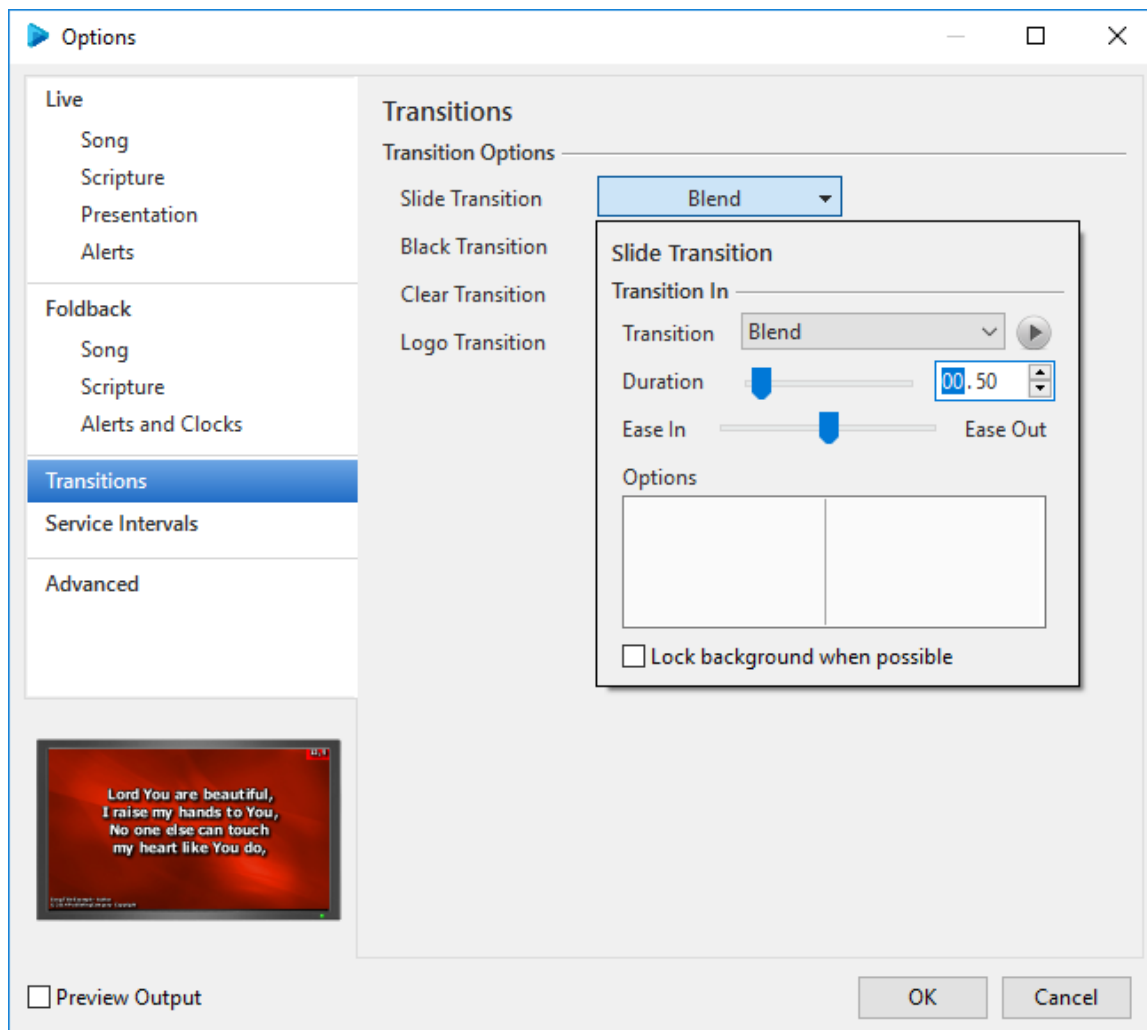 Options
Live
Song
Scripture
Presentation
Alerts
Foldback
Song
Scripture
Alerts and Clocks
Transitions
Service Intervals
Advanced
Lord You are beautiful,
I raise my hands to You,
No one else can touch
my heart like You do,
Preview Output
Transitions
Transition Options
Slide Transition Blend
Black Transition
Clear Transition
Logo Transition
Slide Transition
Transition In
Transition Blend
Duration 00.50
Ease In Ease Out
Options
Lock background when possible
OK Cancel